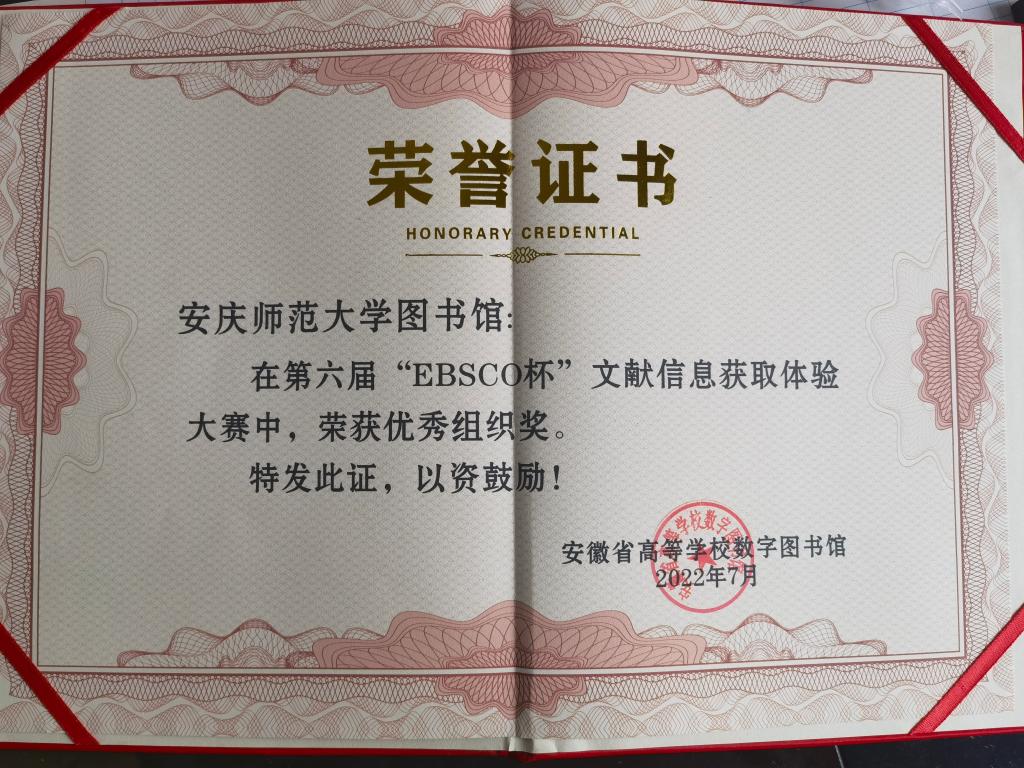 荣誉证书
HONORARY CREDENTIAL
安庆师范大学图书馆:
在第六届“EBSCO杯”文献信息获取体验
大赛中，荣获优秀组织奖。
特发此证，以资鼓励！
安徽省高等学校数字图书馆
2022年7月